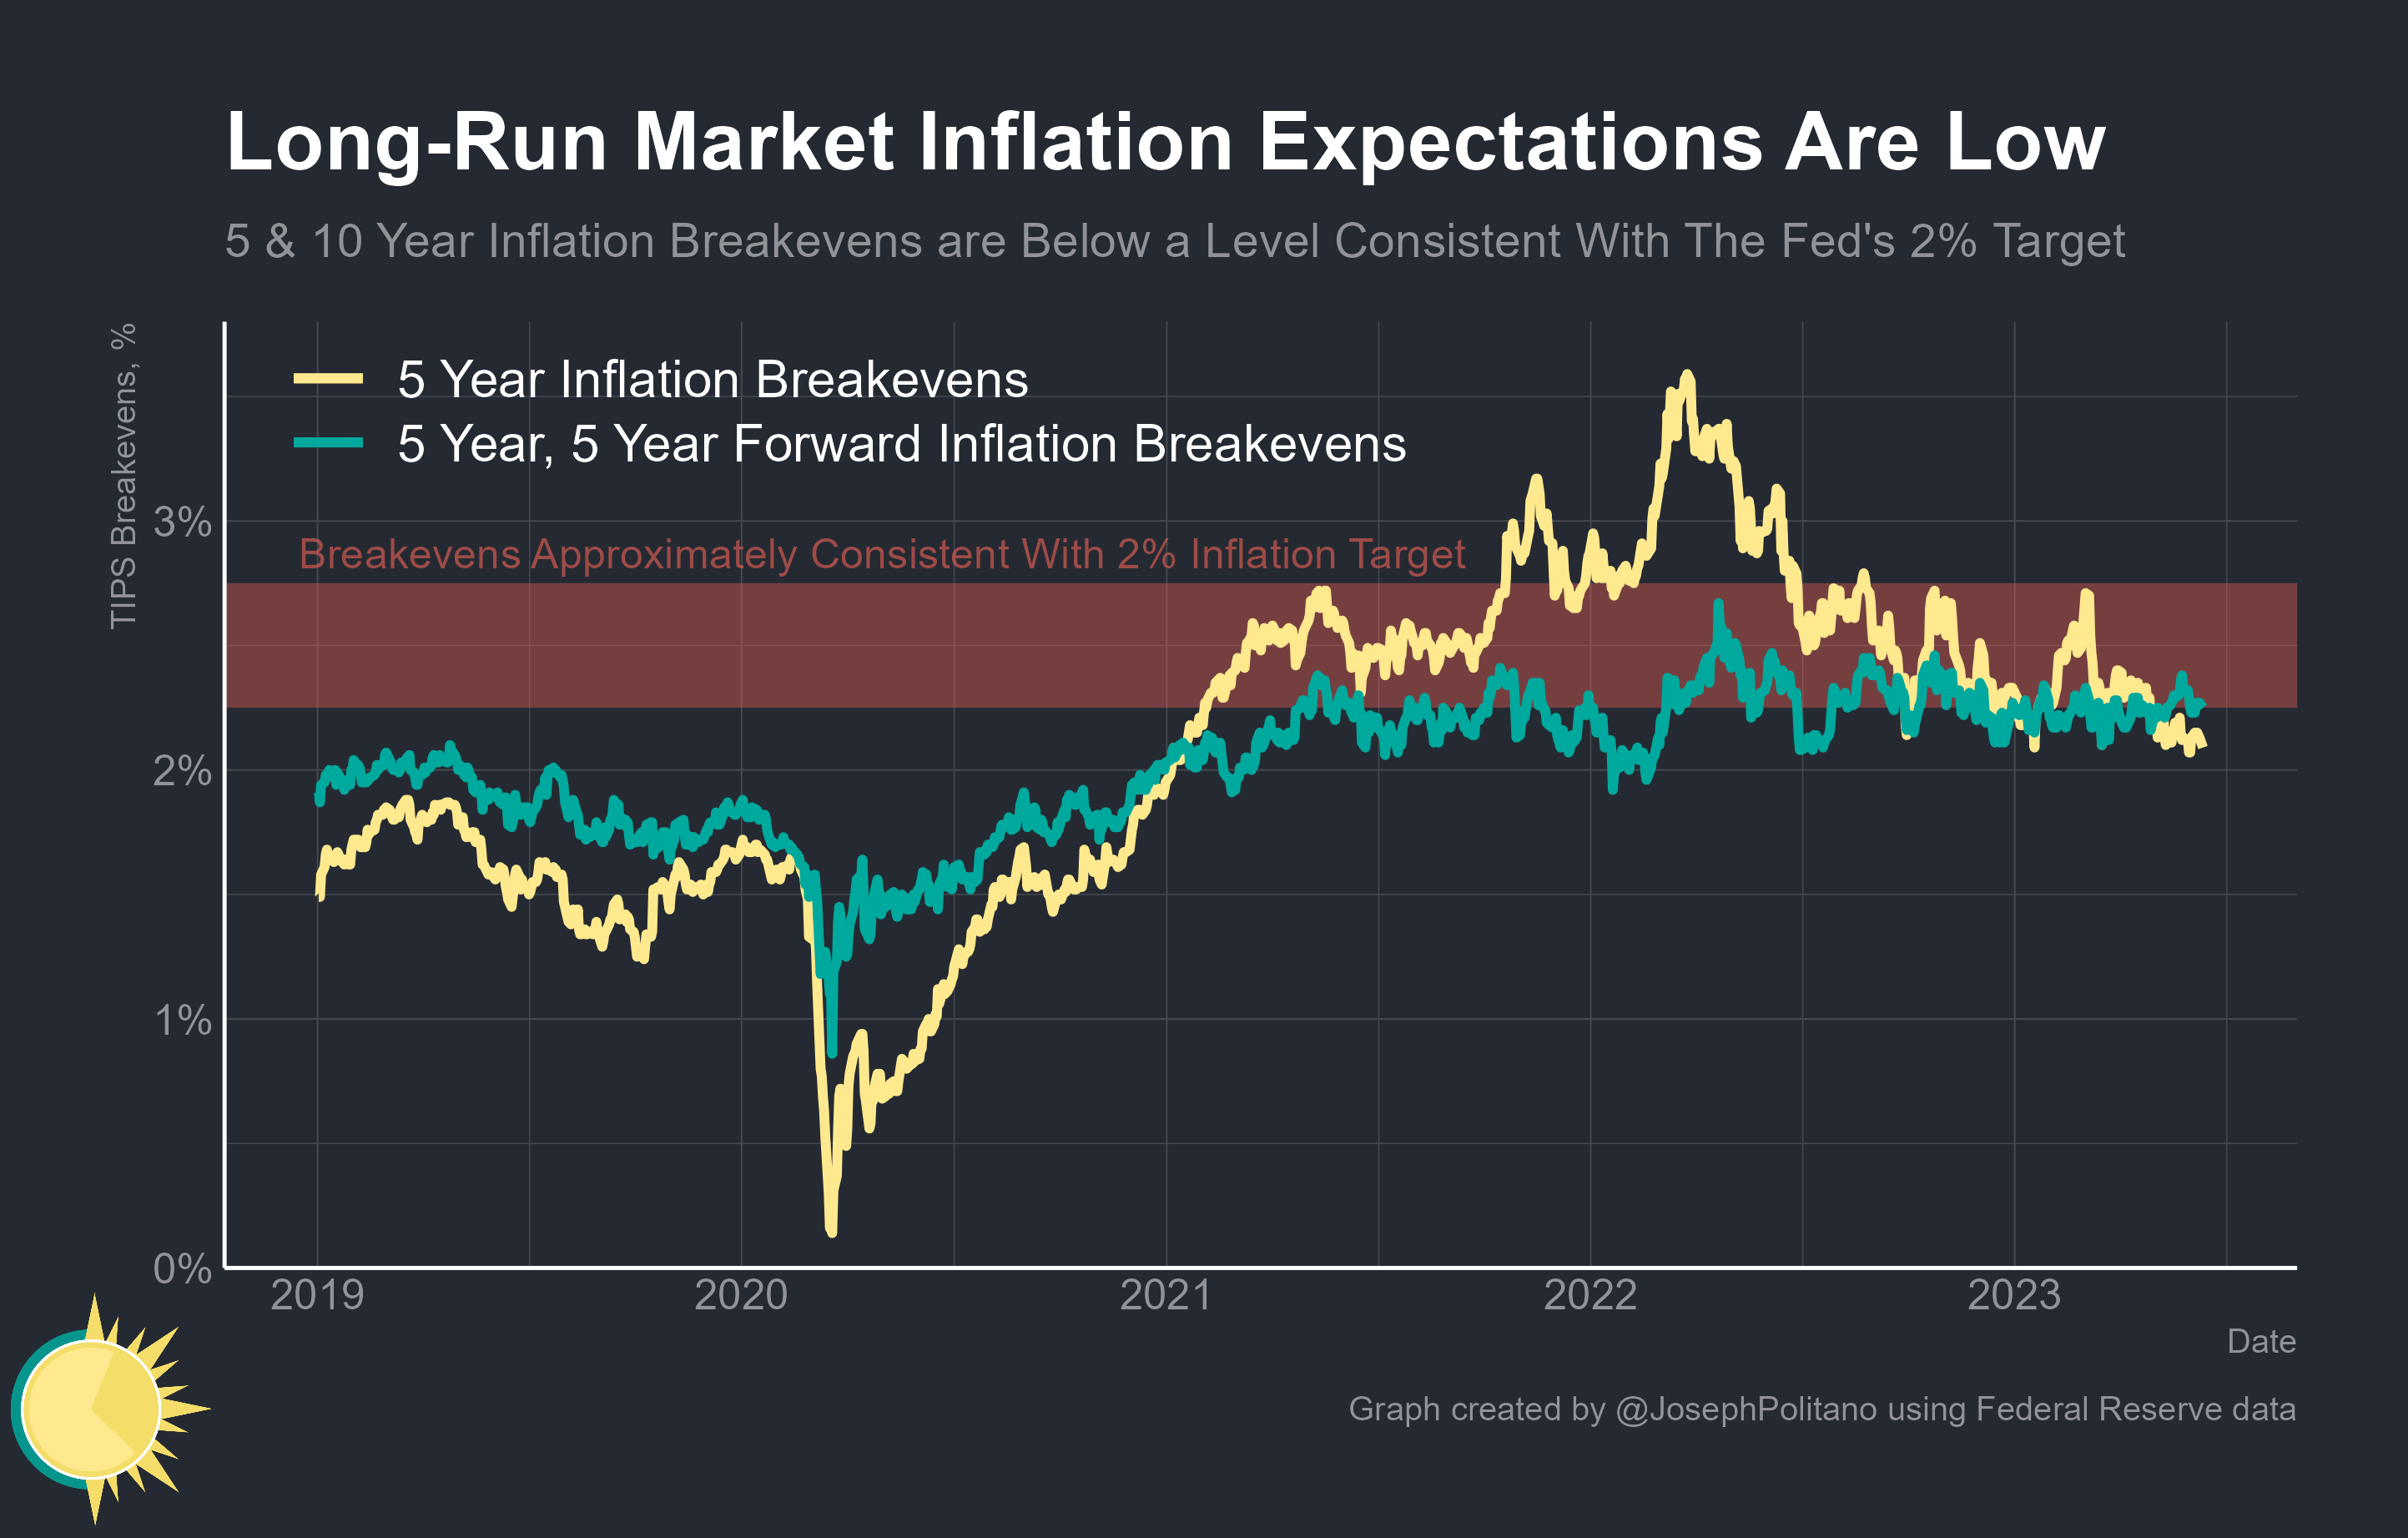 Long-Run Market Inflation Expectations Are Low
5 & 10 Year Inflation Breakevens are Below a Level Consistent With The Fed's 2% Target
TIPS Breakevens, %
5 Year Inflation Breakevens
5 Year, 5 Year Forward Inflation Breakevens
3%
Breakevens Approximately Consistent With 2% Inflation Target
2%
1%
0%
2019 2020 2021 2022 2023
Date
Graph created by @JosephPolitano using Federal Reserve data